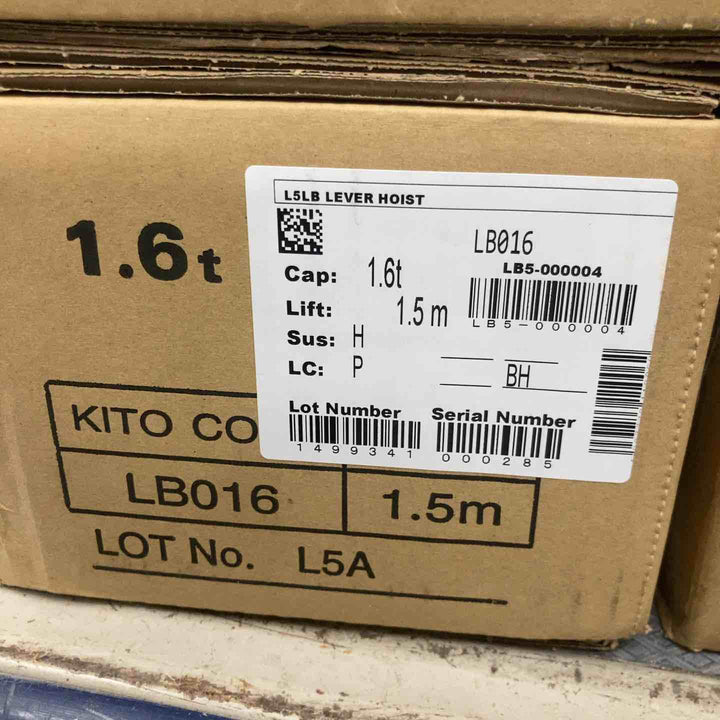 1.6t
L5LB LEVER HOIST
LB016
LB5-000004
Cap: 1.6t
Lift: 1.5 m
LB5-000004
Sus: H
LC: P BH
Lot Number Serial Number
1499341 000285
KITO CO
LB016 1.5m
LOT No. L5A